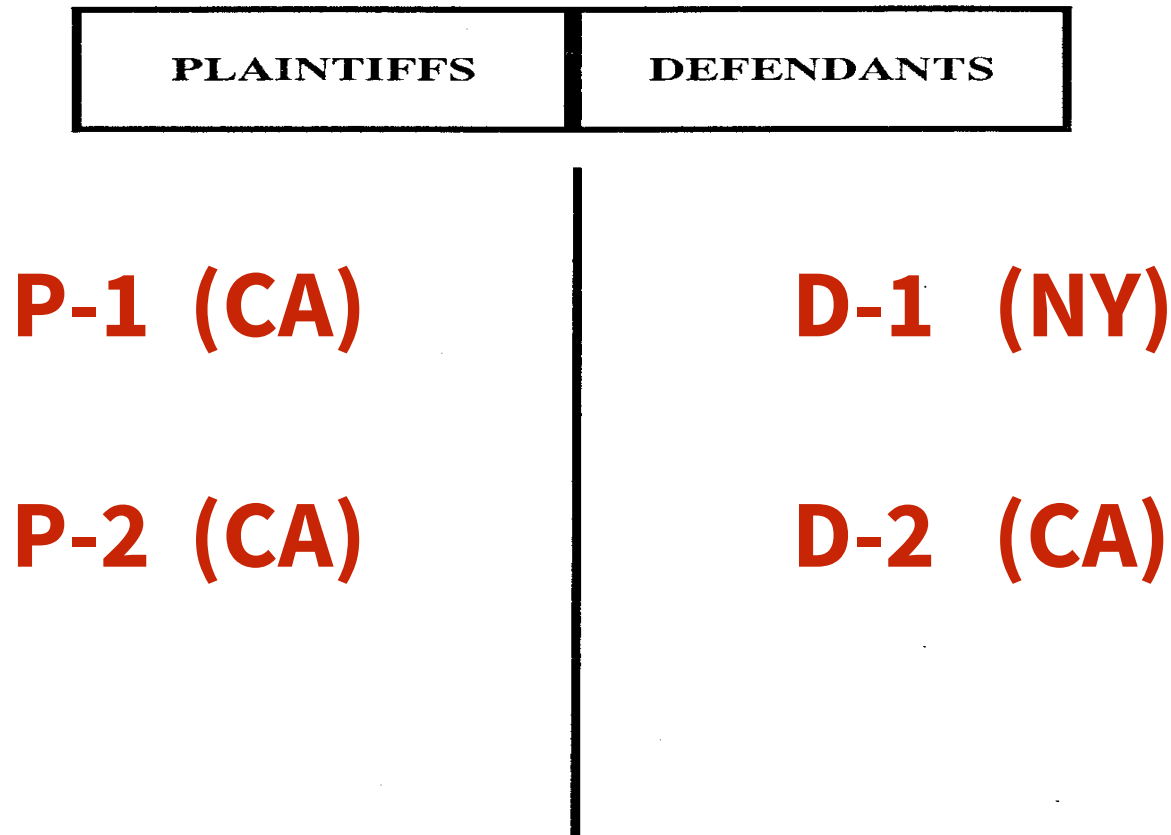 PLAINTIFFS DEFENDANTS
P-1 (CA) D-1 (NY)
P-2 (CA) D-2 (CA)